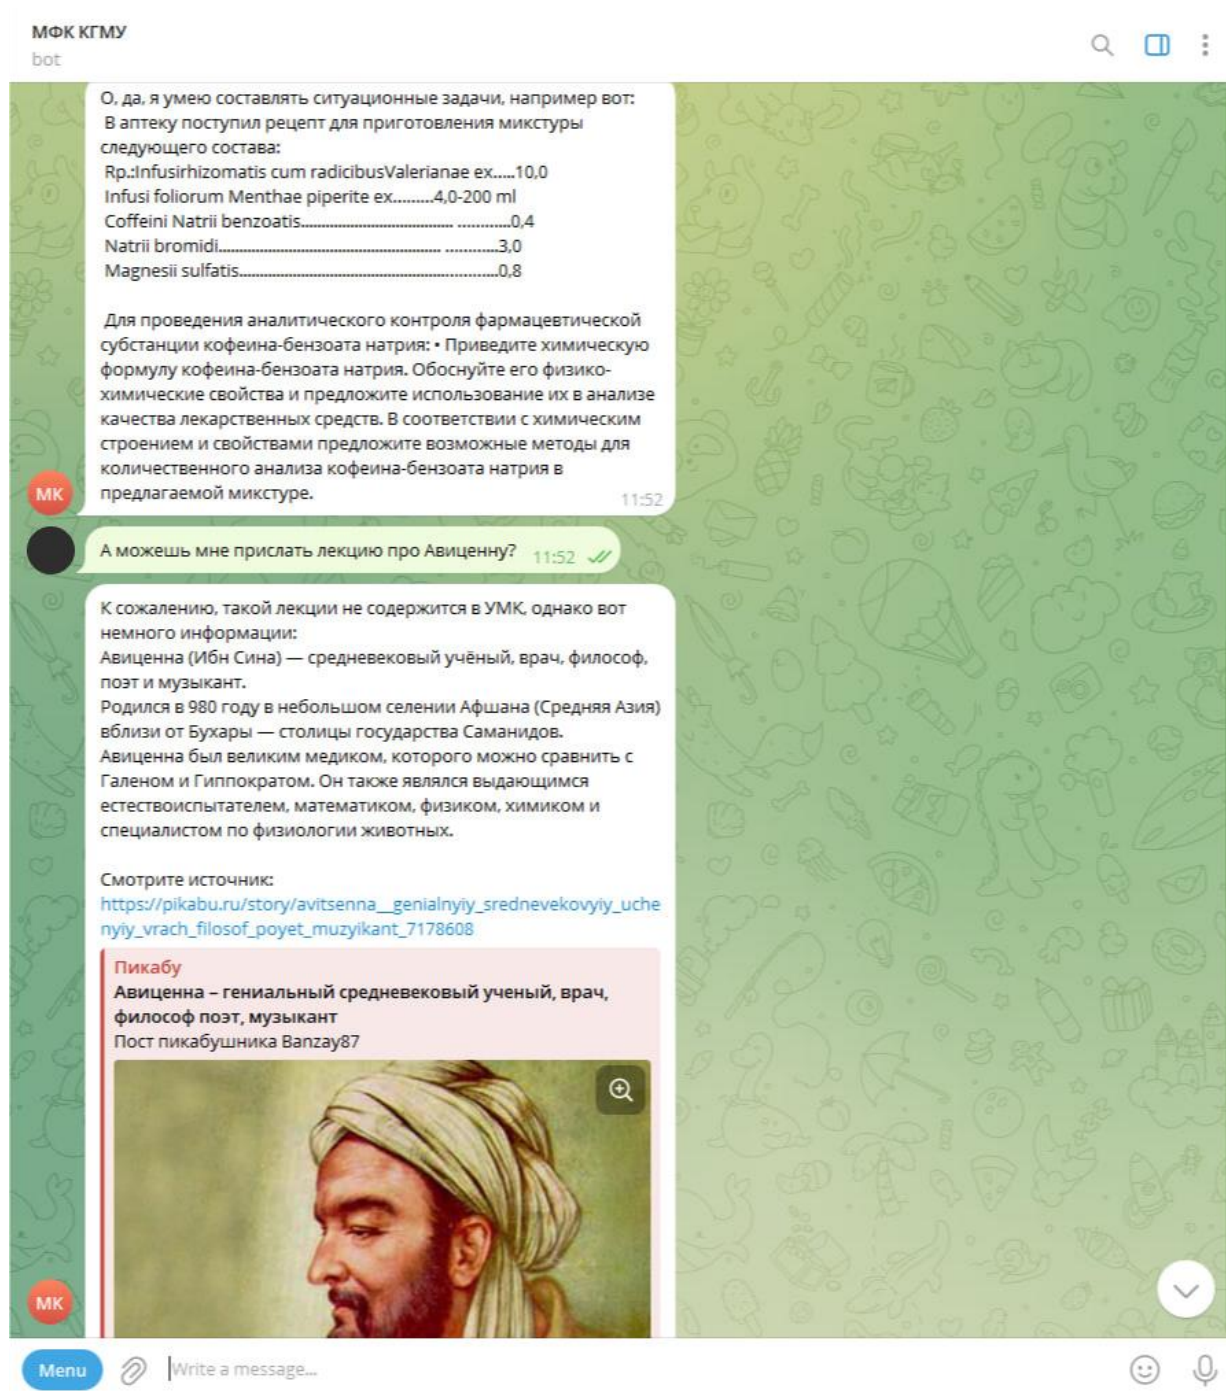 МФК КГМУ
bot
О, да, я умею составлять ситуационные задачи, например вот:
В аптеку поступил рецепт для приготовления микстуры
следующего состава:
Rp.:Infusirhizomatis cum radicibusValerianae ex.....10,0
Infusi foliorum Menthae piperite ex.........4,0-200 ml
Coffeini Natrii benzoatis..................................... ............0,4
Natrii bromidi...................................................... ...........3,0
Magnesii sulfatis...............................................................0,8
Для проведения аналитического контроля фармацевтической
субстанции кофеина-бензоата натрия: • Приведите химическую
формулу кофеина-бензоата натрия. Обоснуйте его физико-
химические свойства и предложите использование их в анализе
качества лекарственных средств. В соответствии с химическим
строением и свойствами предложите возможные методы для
количественного анализа кофеина-бензоата натрия в
предлагаемой микстуре.
11:52
МК
А можешь мне прислать лекцию про Авиценну?
11:52
К сожалению, такой лекции не содержится в УМК, однако вот
немного информации:
Авиценна (Ибн Сина) — средневековый учёный, врач, философ,
поэт и музыкант.
Родился в 980 году в небольшом селении Афшана (Средняя Азия)
вблизи от Бухары — столицы государства Саманидов.
Авиценна был великим медиком, которого можно сравнить с
Галеном и Гиппократом. Он также являлся выдающимся
естествоиспытателем, математиком, физиком, химиком и
специалистом по физиологии животных.
Смотрите источник:
https://pikabu.ru/story/avitsenna__genialnyiy_srednevekovyiy_uche
nyiy_vrach_filosof_poyet_muzyikant_7178608
Пикабу
Авиценна – гениальный средневековый ученый, врач,
философ поэт, музыкант
Пост пикабушника Banzay87
МК
Menu
Write a message...